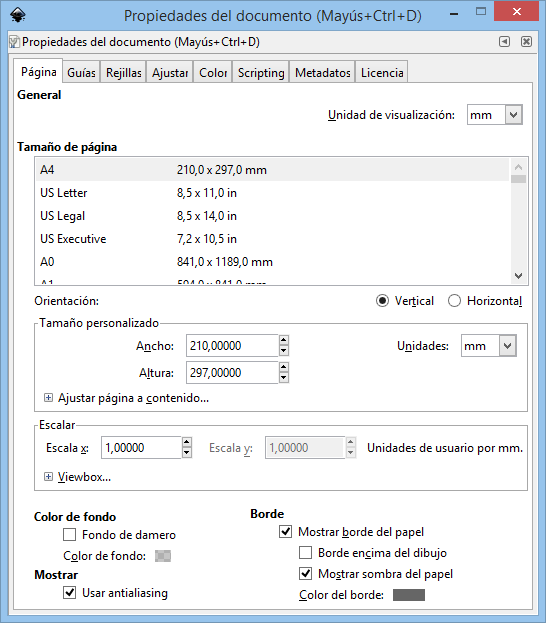 Propiedades del documento (Mayús+Ctrl+D)
Propiedades del documento (Mayús+Ctrl+D)
Página Guías Rejillas Ajustar Color Scripting Metadatos Licencia
General
Unidad de visualización: mm
Tamaño de página
A4 210,0 x 297,0 mm
US Letter 8,5 x 11,0 in
US Legal 8,5 x 14,0 in
US Executive 7,2 x 10,5 in
A0 841,0 x 1189,0 mm
A1 594,0 x 841,0 mm
Orientación: Vertical Horizontal
Tamaño personalizado
Ancho: 210,00000 Unidades: mm
Altura: 297,00000
Ajustar página a contenido...
Escalar
Escala x: 1,00000 Escala y: 1,00000 Unidades de usuario por mm.
Viewbox...
Color de fondo
Fondo de damero
Color de fondo:
Mostrar
Usar antialiasing
Borde
Mostrar borde del papel
Borde encima del dibujo
Mostrar sombra del papel
Color del borde: